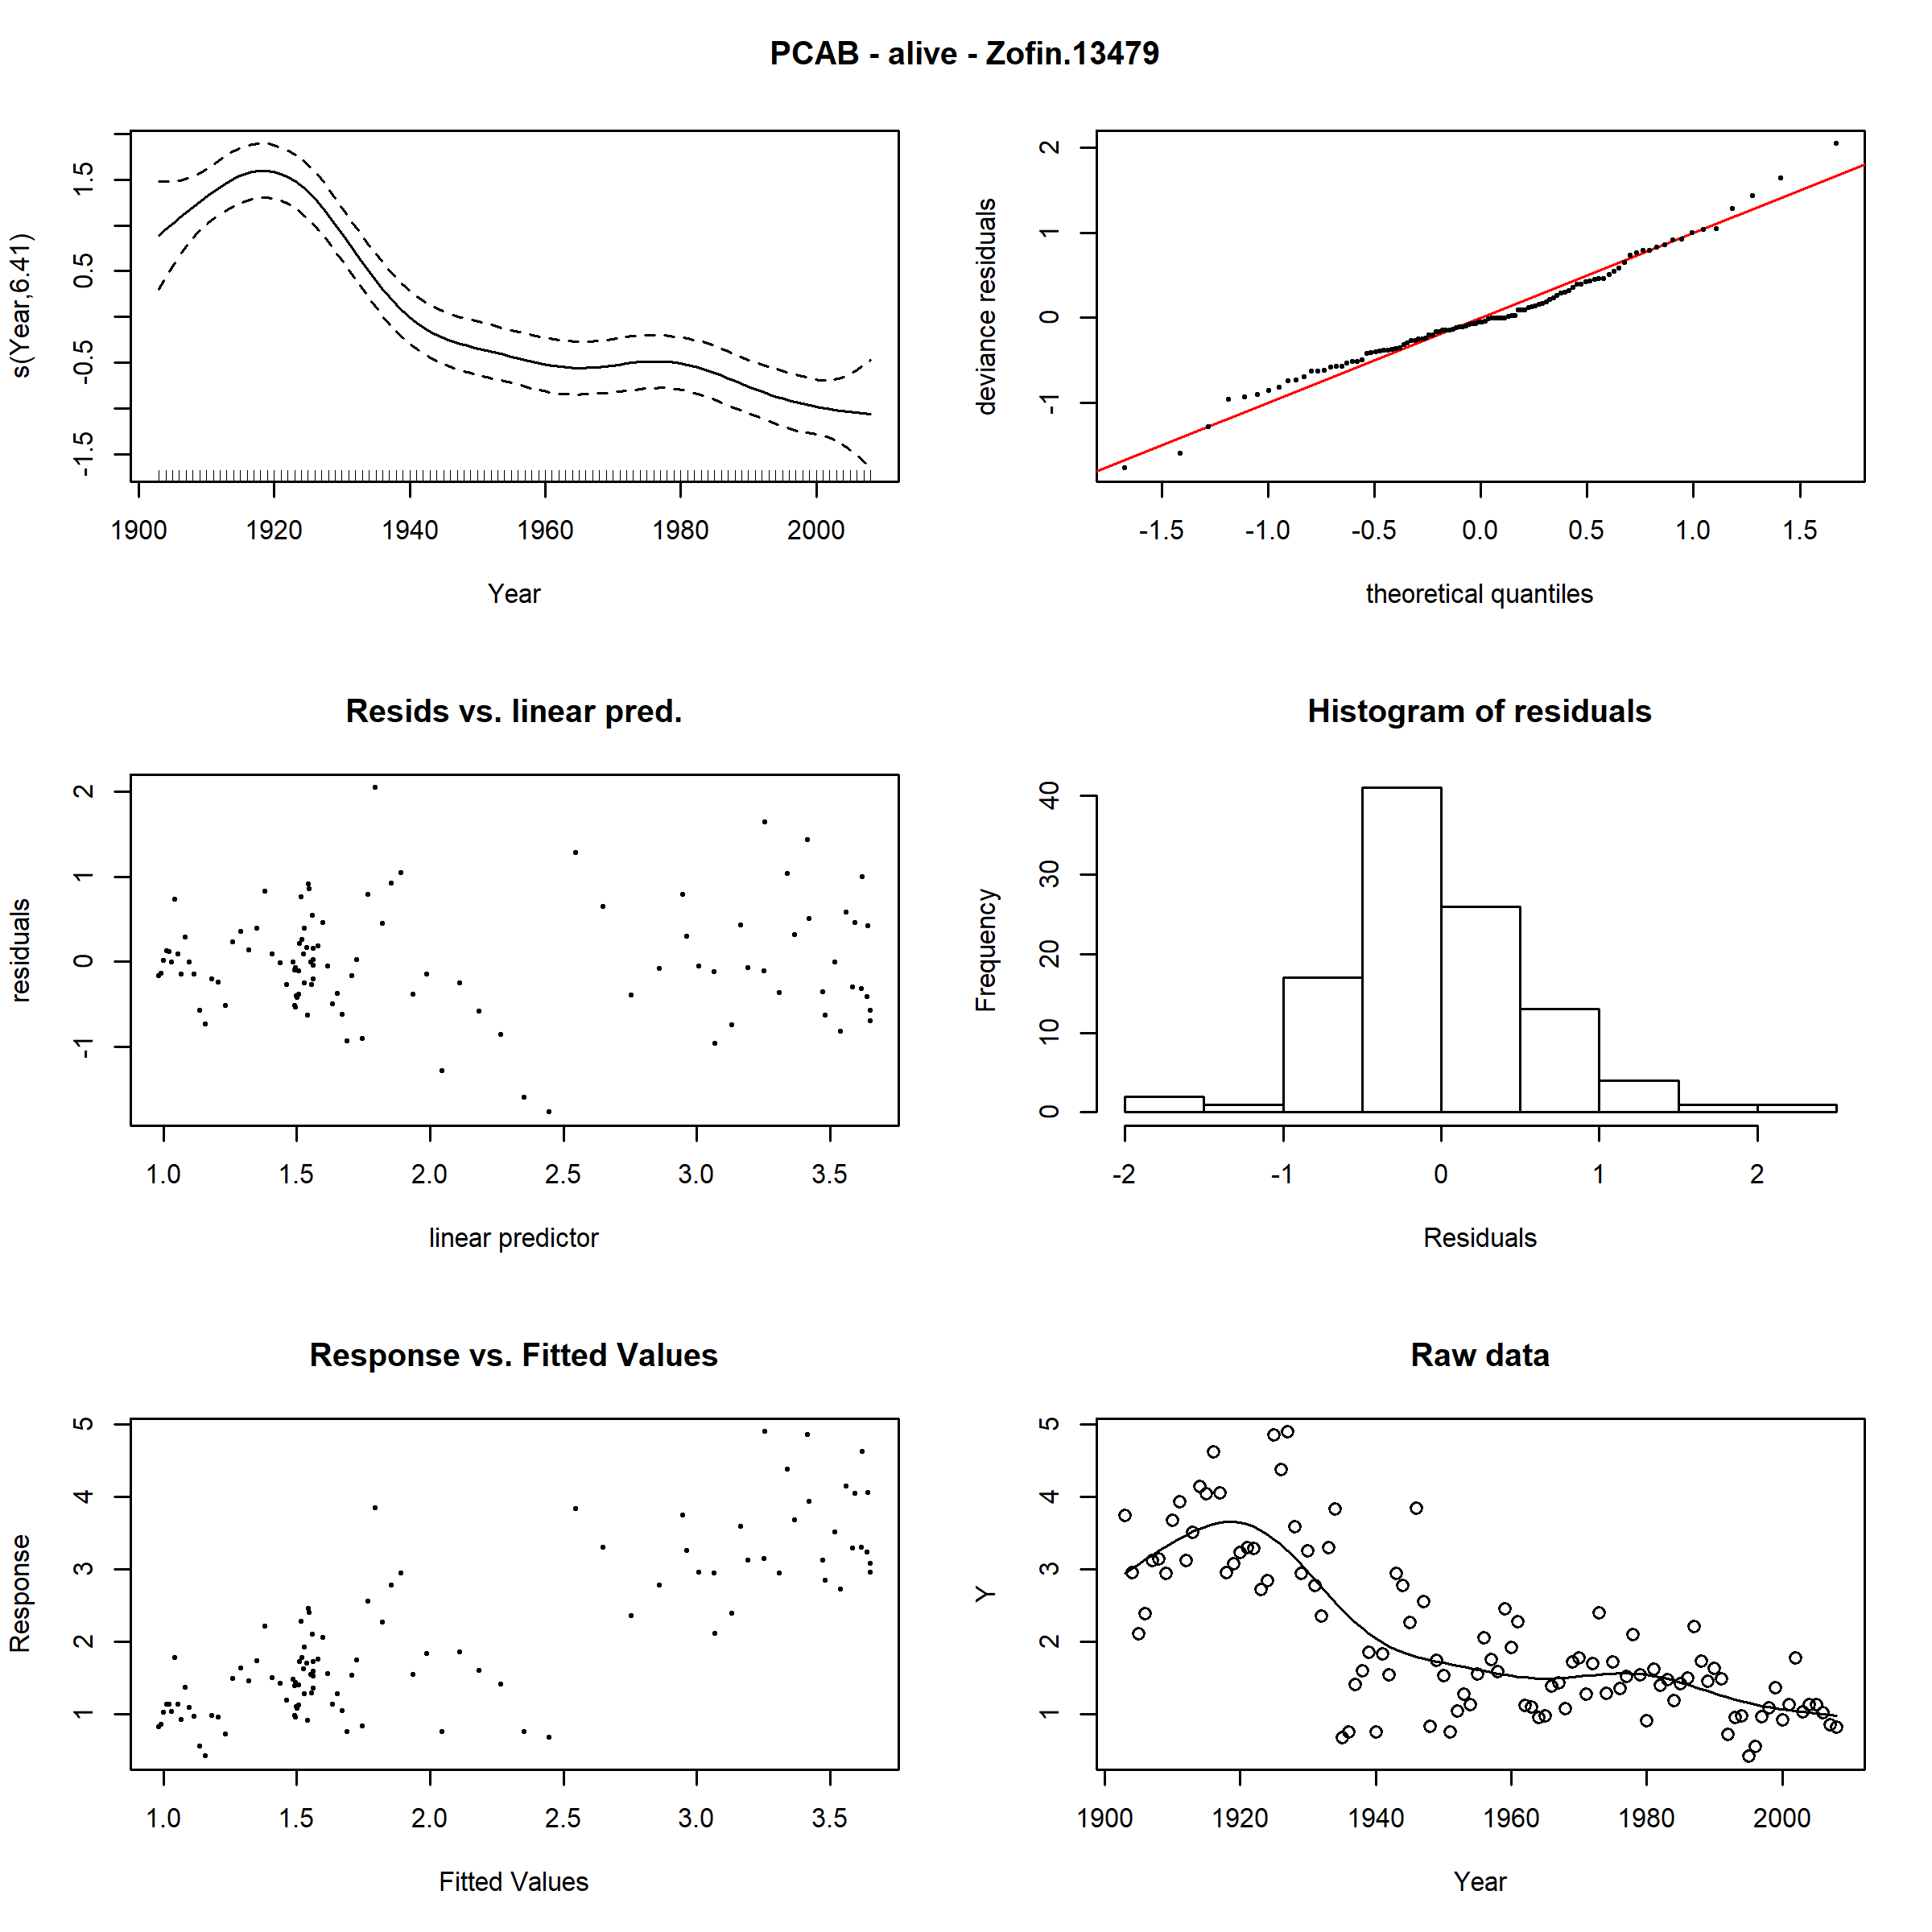 PCAB - alive - Zofin.13479
s(Year,6.41)
-1.5 -0.5 0.5 1.5
1900 1920 1940 1960 1980 2000
Year
deviance residuals
-1 0 1 2
-1.5 -1.0 -0.5 0.0 0.5 1.0 1.5
theoretical quantiles
Resids vs. linear pred.
residuals
-1 0 1 2
1.0 1.5 2.0 2.5 3.0 3.5
linear predictor
Histogram of residuals
Frequency
0 10 20 30 40
-2 -1 0 1 2
Residuals
Response vs. Fitted Values
Response
1 2 3 4 5
1.0 1.5 2.0 2.5 3.0 3.5
Fitted Values
Raw data
Y
1 2 3 4 5
1900 1920 1940 1960 1980 2000
Year